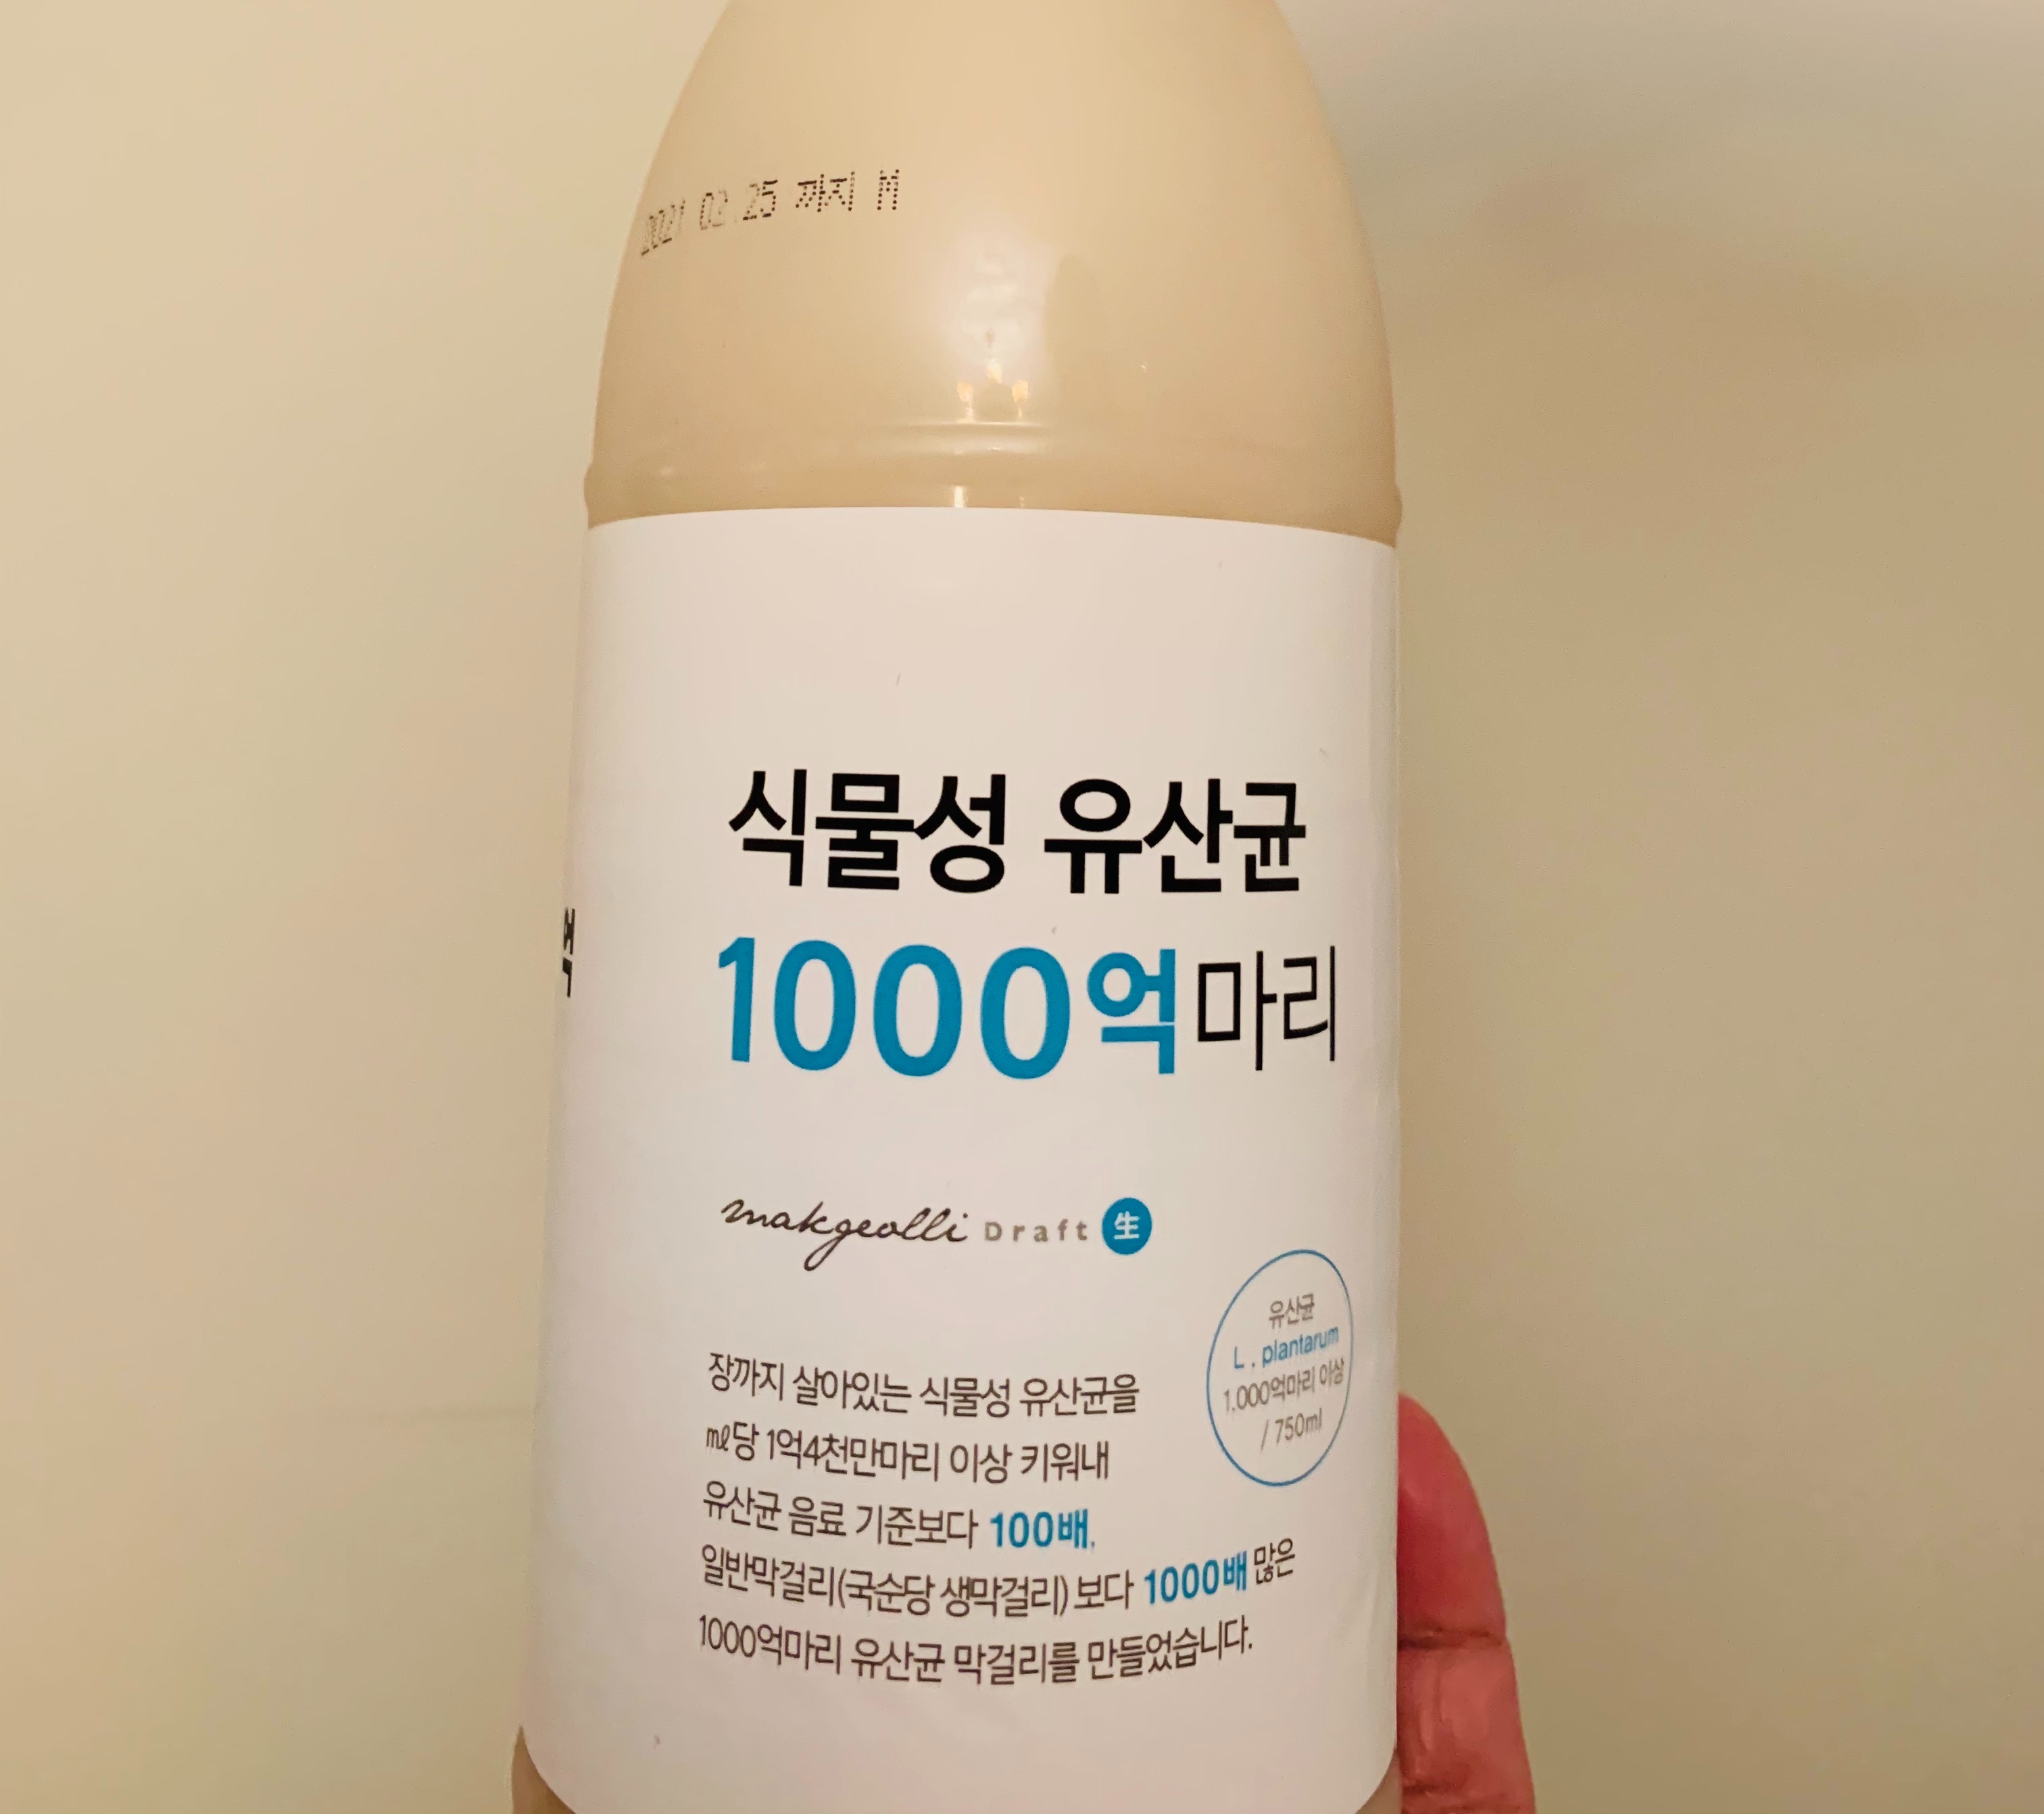 2021 02 25 까지 M
식물성 유산균
1000억마리
makgeolli Draft 生
유산균
L. plantarum
1,000억마리 이상
/ 750ml
장까지 살아있는 식물성 유산균을
㎖당 1억4천만마리 이상 키워내
유산균 음료 기준보다 100배,
일반막걸리(국순당 생막걸리) 보다 1000배 많은
1000억마리 유산균 막걸리를 만들었습니다.